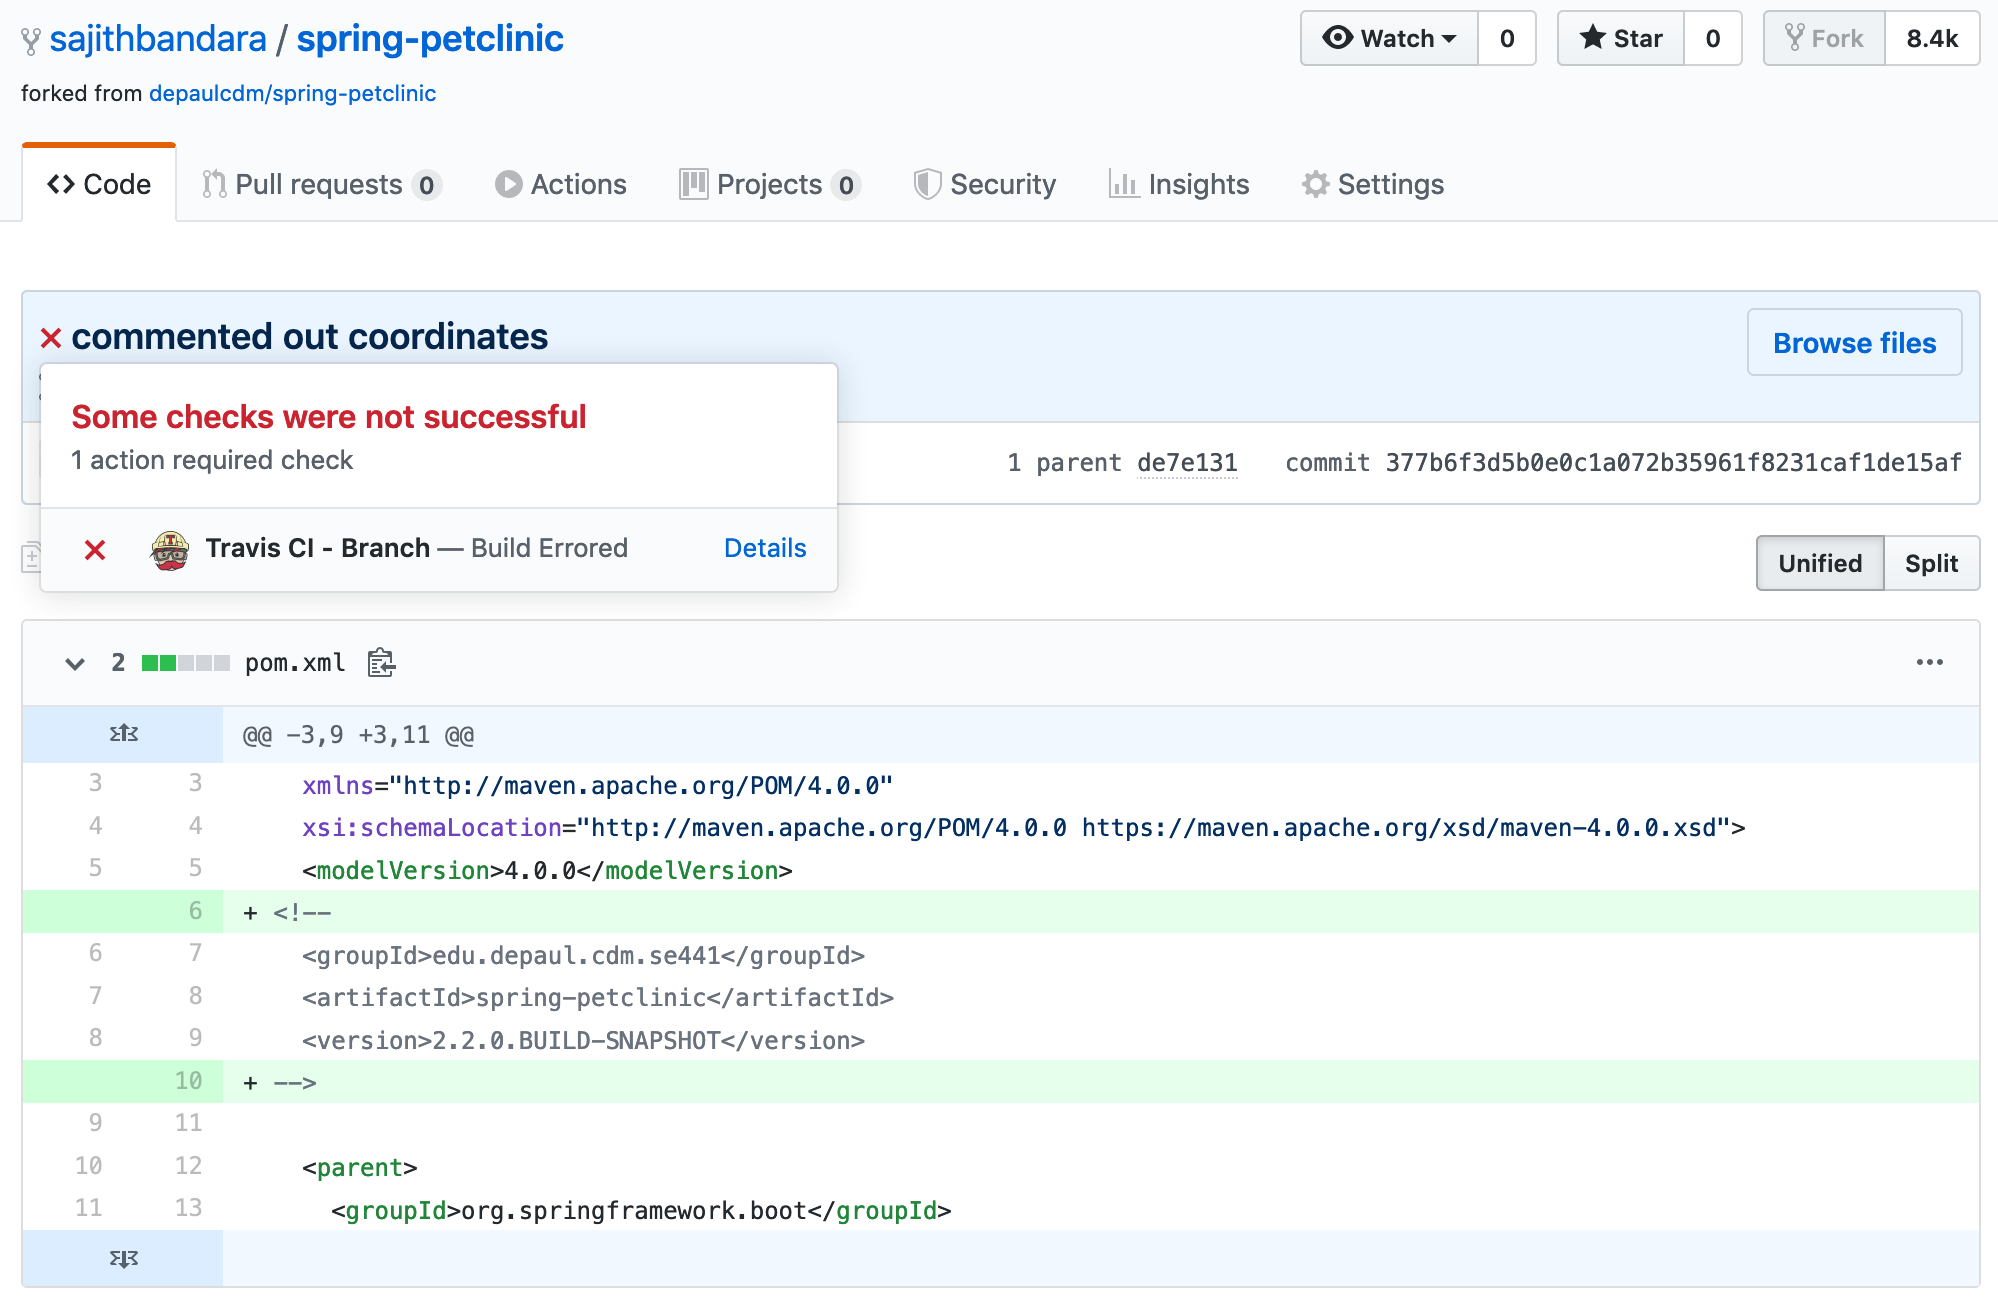 sajithbandara / spring-petclinic
Watch 0 Star 0 Fork 8.4k
forked from depaulcdm/spring-petclinic
Code Pull requests 0 Actions Projects 0 Security Insights Settings
commented out coordinates
Browse files
Some checks were not successful
1 action required check
1 parent de7e131 commit 377b6f3d5b0e0c1a072b35961f8231caf1de15af
Travis CI - Branch — Build Errored Details
Unified Split
2 pom.xml
@@ -3,9 +3,11 @@
3 3 xmlns="http://maven.apache.org/POM/4.0.0"
4 4 xsi:schemaLocation="http://maven.apache.org/POM/4.0.0 https://maven.apache.org/xsd/maven-4.0.0.xsd">
5 5 <modelVersion>4.0.0</modelVersion>
6 + <!--
6 7 <groupId>edu.depaul.cdm.se441</groupId>
7 8 <artifactId>spring-petclinic</artifactId>
8 9 <version>2.2.0.BUILD-SNAPSHOT</version>
10 + -->
9 11
10 12 <parent>
11 13 <groupId>org.springframework.boot</groupId>